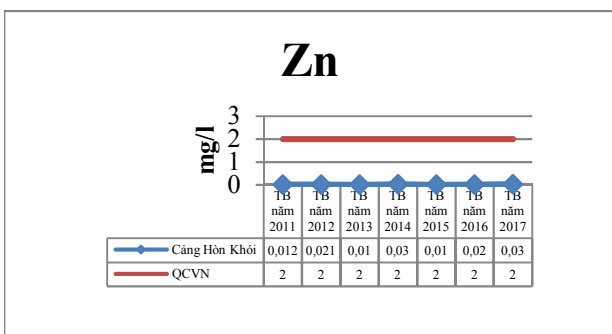 Zn
mg/l
3
2
1
0
TB năm 2011 TB năm 2012 TB năm 2013 TB năm 2014 TB năm 2015 TB năm 2016 TB năm 2017
Cảng Hòn Khói 0,012 0,021 0,01 0,03 0,01 0,02 0,03
QCVN 2 2 2 2 2 2 2